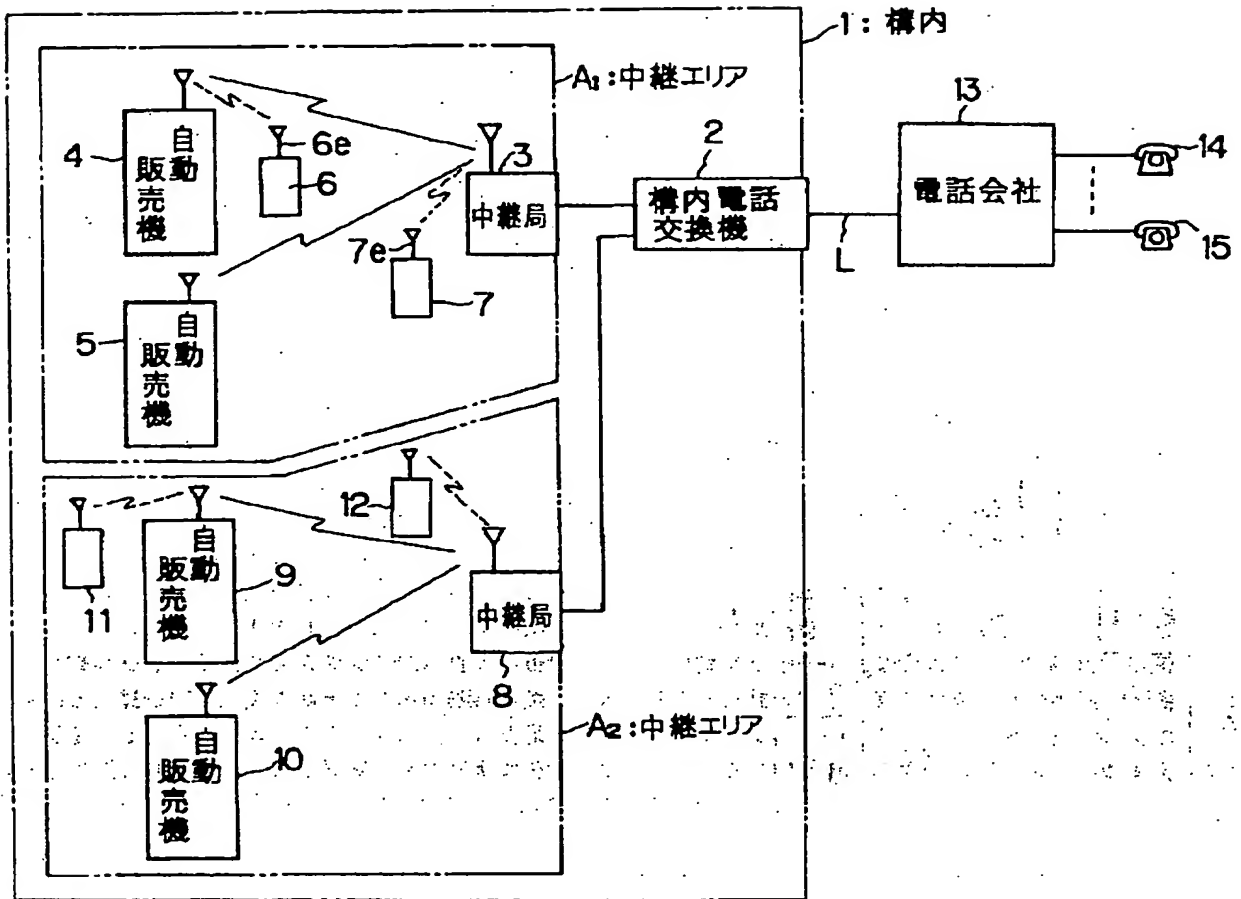 1:構内
A1:中継エリア
13
2
4
自動
販売機
6e
6
3
中継局
構内電話
交換機
電話会社
14
7e
7
L
15
5
自動
販売機
12
11
自動
販売機
9
中継局
8
A2:中継エリア
自動
販売機
10